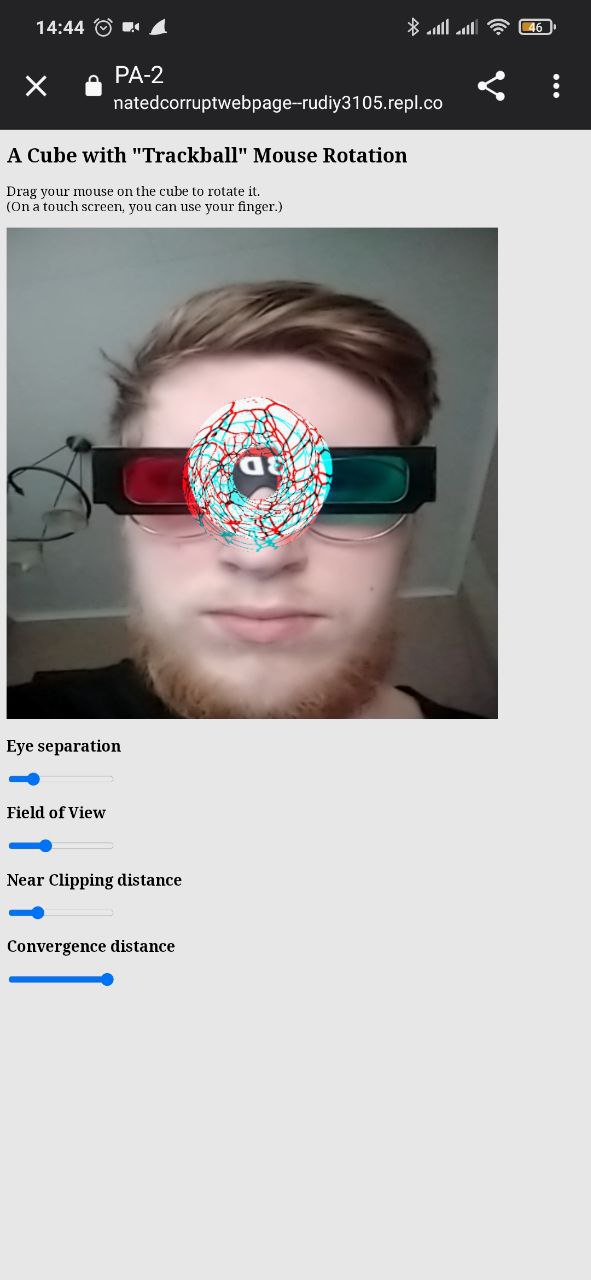 14:44
46
PA-2
natedcorruptwebpage--rudiy3105.repl.co
A Cube with "Trackball" Mouse Rotation
Drag your mouse on the cube to rotate it.
(On a touch screen, you can use your finger.)
3D
Eye separation
Field of View
Near Clipping distance
Convergence distance